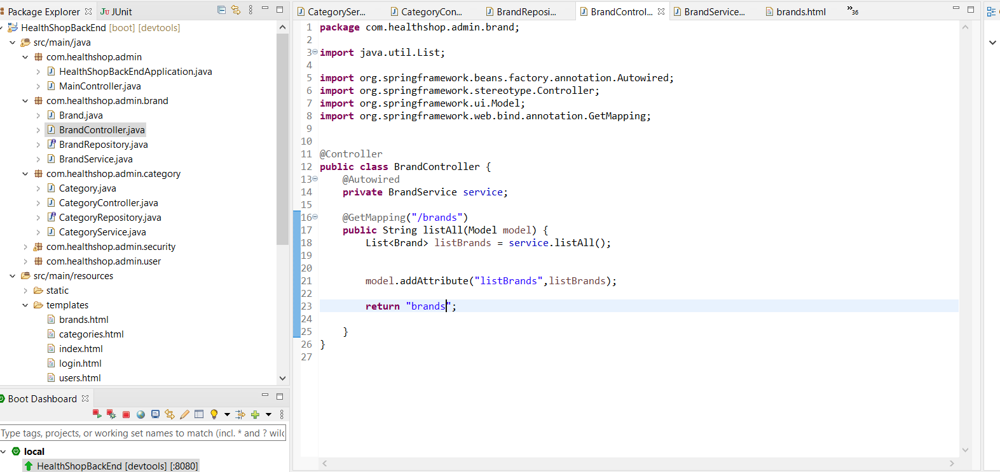 Package Explorer
JUnit
HealthShopBackEnd [boot] [devtools]
src/main/java
com.healthshop.admin
HealthShopBackEndApplication.java
MainController.java
com.healthshop.admin.brand
Brand.java
BrandController.java
BrandRepository.java
BrandService.java
com.healthshop.admin.category
Category.java
CategoryController.java
CategoryRepository.java
CategoryService.java
com.healthshop.admin.security
com.healthshop.admin.user
src/main/resources
static
templates
brands.html
categories.html
index.html
login.html
users.html
Boot Dashboard
Type tags, projects, or working set names to match (incl. * and ? wild
local
HealthShopBackEnd [devtools] [:8080]
CategorySer... CategoryCon... BrandReposi... BrandControl... BrandService... brands.html »36
1 package com.healthshop.admin.brand;
2
3 import java.util.List;
4
5 import org.springframework.beans.factory.annotation.Autowired;
6 import org.springframework.stereotype.Controller;
7 import org.springframework.ui.Model;
8 import org.springframework.web.bind.annotation.GetMapping;
9
10
11 @Controller
12 public class BrandController {
13 @Autowired
14 private BrandService service;
15
16 @GetMapping("/brands")
17 public String listAll(Model model) {
18 List<Brand> listBrands = service.listAll();
19
20
21 model.addAttribute("listBrands",listBrands);
22
23 return "brands";
24
25 }
26 }
27